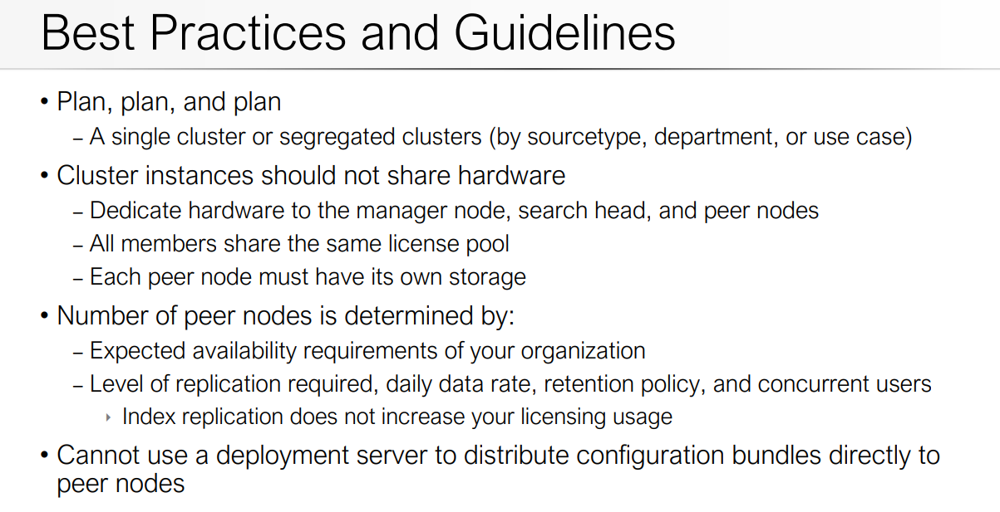 Best Practices and Guidelines
• Plan, plan, and plan
– A single cluster or segregated clusters (by sourcetype, department, or use case)
• Cluster instances should not share hardware
– Dedicate hardware to the manager node, search head, and peer nodes
– All members share the same license pool
– Each peer node must have its own storage
• Number of peer nodes is determined by:
– Expected availability requirements of your organization
– Level of replication required, daily data rate, retention policy, and concurrent users
‣ Index replication does not increase your licensing usage
• Cannot use a deployment server to distribute configuration bundles directly to
peer nodes